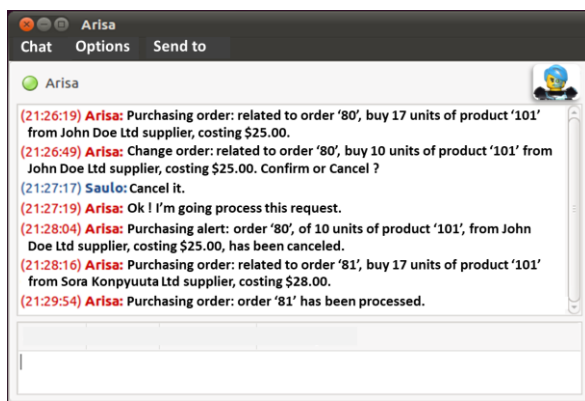 Arisa
Chat Options Send to
Arisa
(21:26:19) Arisa: Purchasing order: related to order ‘80’, buy 17 units of product ‘101’
from John Doe Ltd supplier, costing $25.00.
(21:26:49) Arisa: Change order: related to order ‘80’, buy 10 units of product ‘101’ from
John Doe Ltd supplier, costing $25.00. Confirm or Cancel ?
(21:27:17) Saulo: Cancel it.
(21:27:19) Arisa: Ok ! I’m going process this request.
(21:28:04) Arisa: Purchasing alert: order ‘80’, of 10 units of product ‘101’, from John
Doe Ltd supplier, costing $25.00, has been canceled.
(21:28:16) Arisa: Purchasing order: related to order ‘81’, buy 17 units of product ‘101’
from Sora Konpyuuta Ltd supplier, costing $28.00.
(21:29:54) Arisa: Purchasing order: order ‘81’ has been processed.